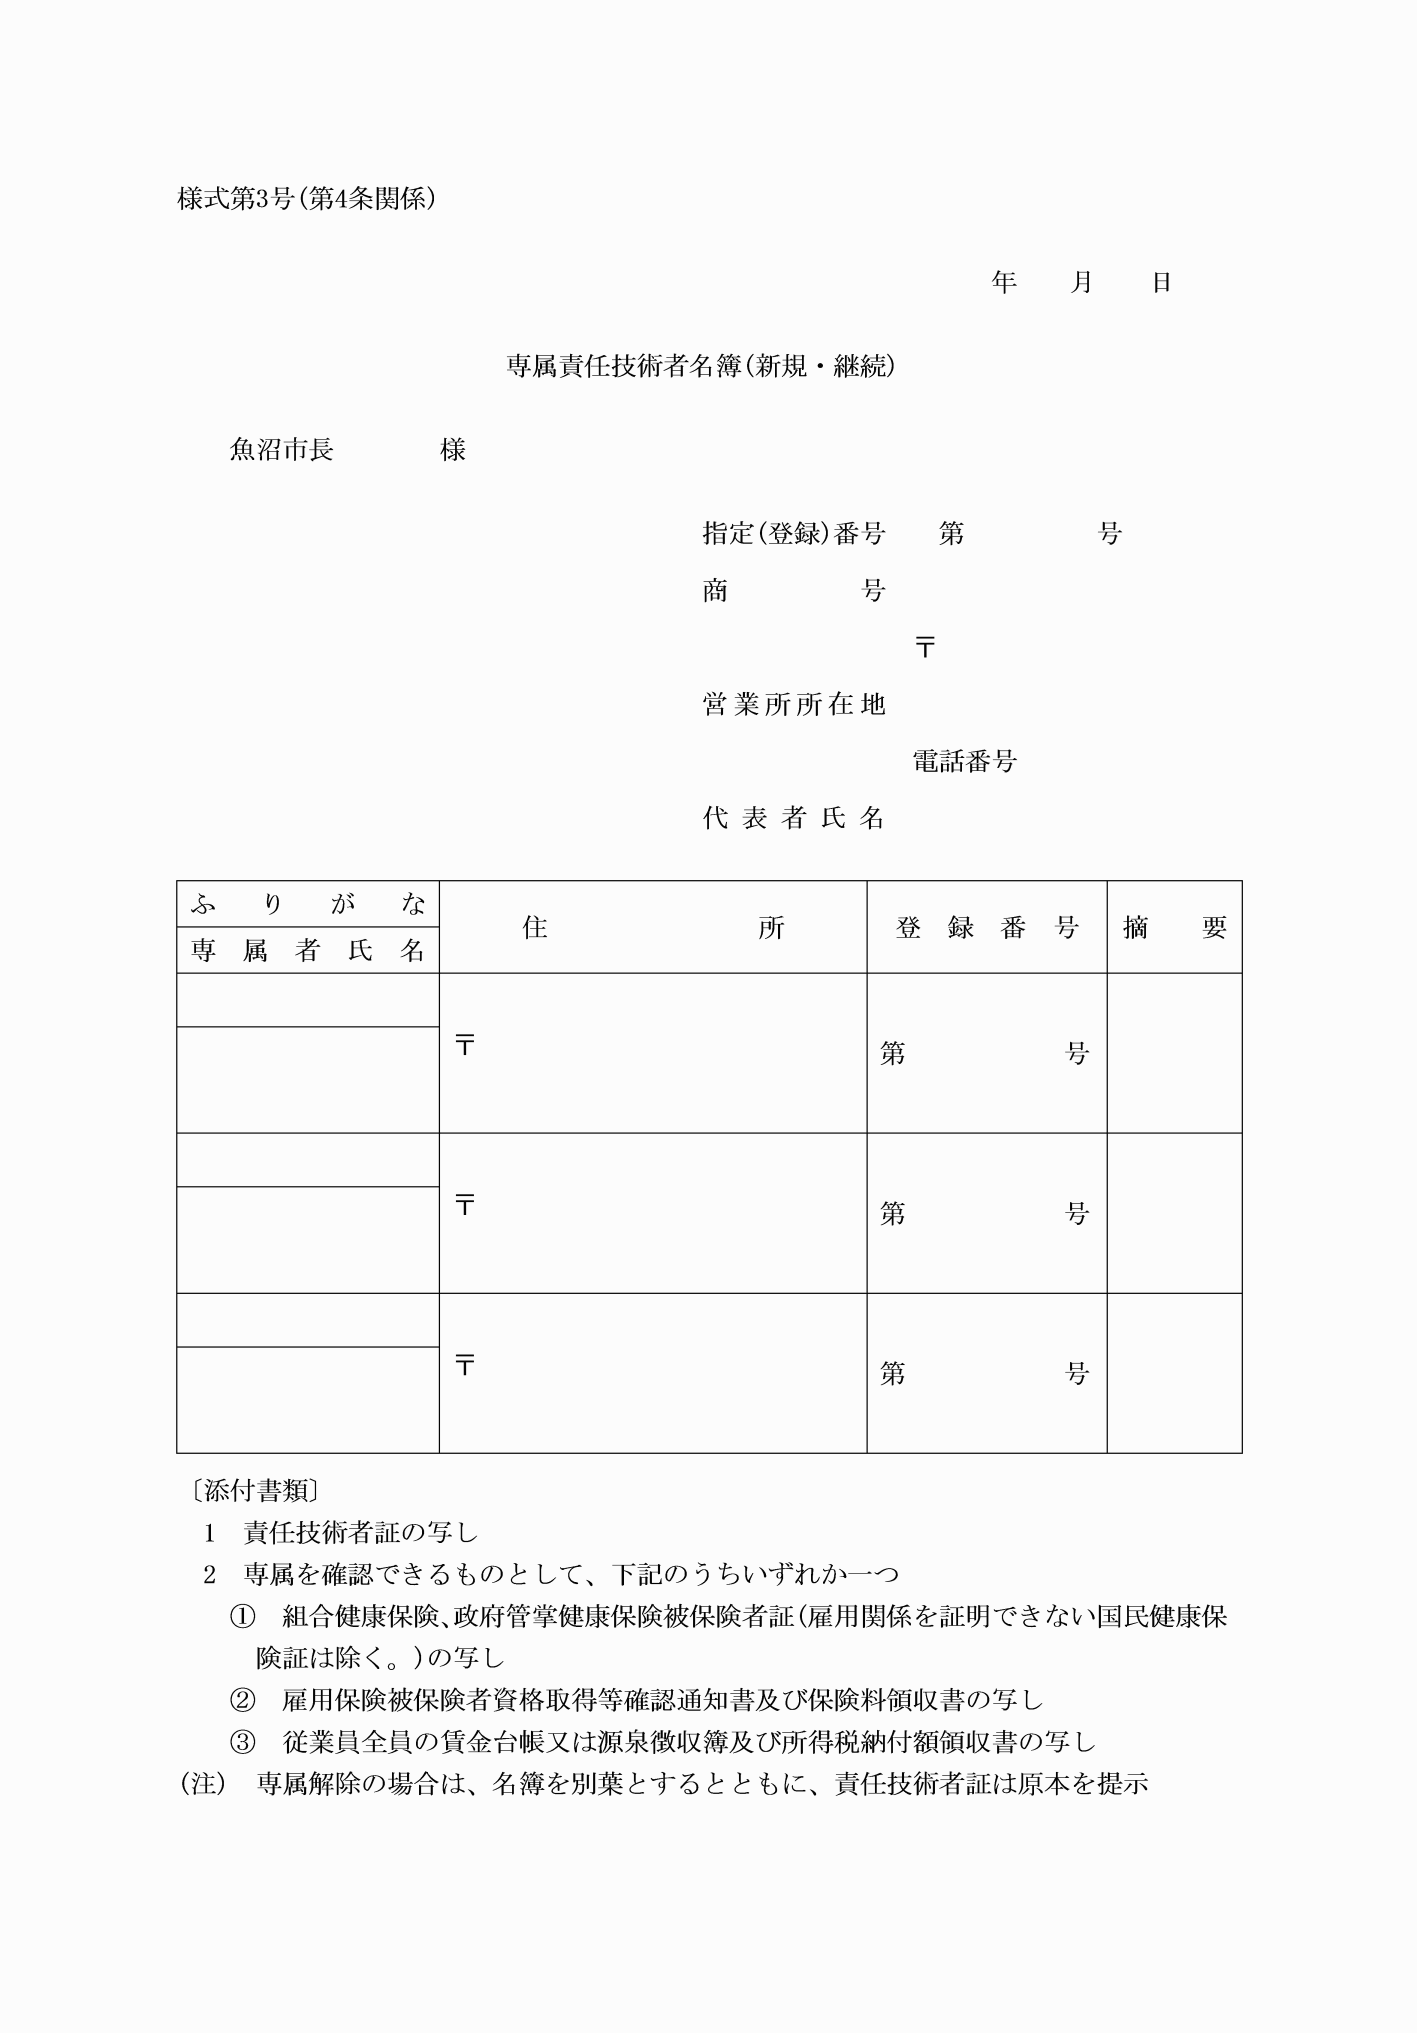 様式第3号(第4条関係)
年　　月　　日
専属責任技術者名簿(新規・継続)
魚沼市長　　　　様
指定(登録)番号　　第　　　　　号
商　　　　　号
〒
営業所所在地
電話番号
代表者氏名
ふりがな
専属者氏名
住　　　　　　　　所
登録番号
摘　　要
〒
第　　　　　　号
〒
第　　　　　　号
〒
第　　　　　　号
〔添付書類〕
1　責任技術者証の写し
2　専属を確認できるものとして、下記のうちいずれか一つ
①　組合健康保険、政府管掌健康保険被保険者証(雇用関係を証明できない国民健康保
険証は除く。)の写し
②　雇用保険被保険者資格取得等確認通知書及び保険料領収書の写し
③　従業員全員の賃金台帳又は源泉徴収簿及び所得税納付額領収書の写し
(注)　専属解除の場合は、名簿を別葉とするとともに、責任技術者証は原本を提示